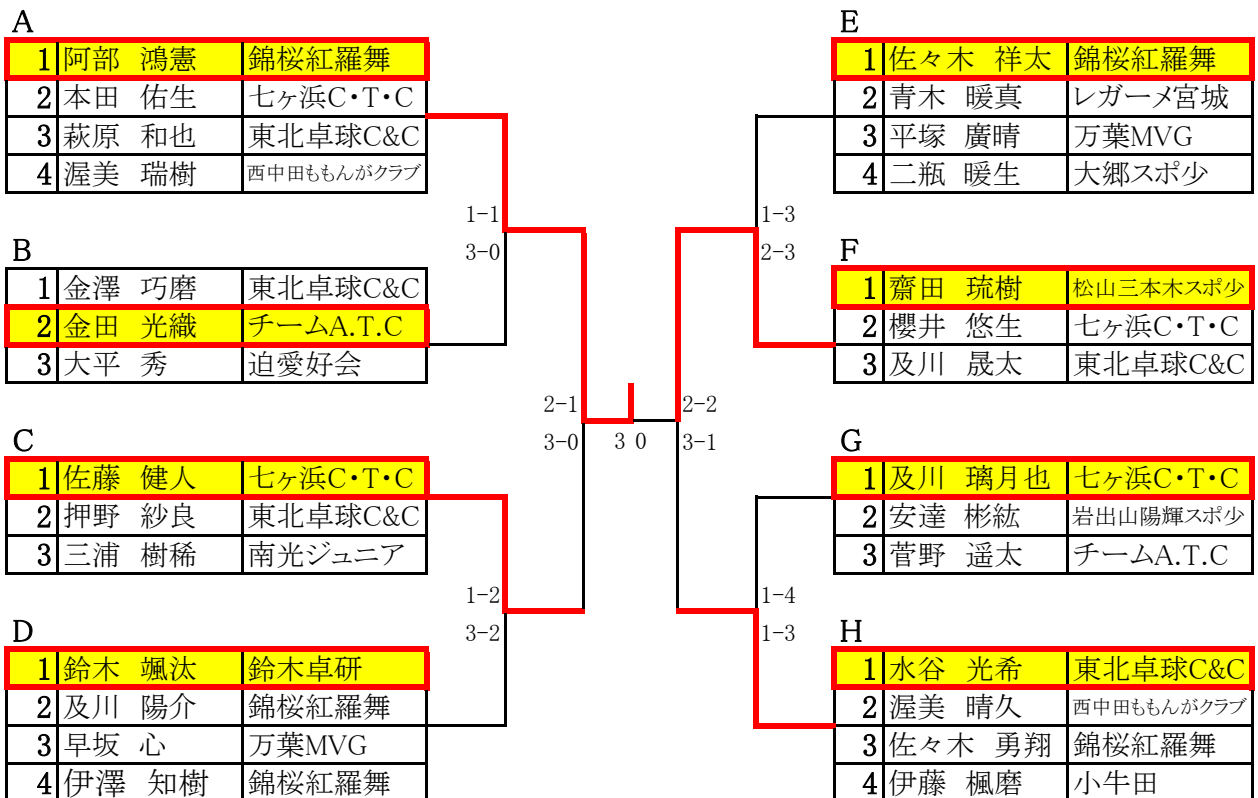 A
1 阿部 鴻憲 錦桜紅羅舞
2 本田 佑生 七ヶ浜C・T・C
3 萩原 和也 東北卓球C&C
4 渥美 瑞樹 西中田ももんがクラブ
1-1
3-0
B
1 金澤 巧磨 東北卓球C&C
2 金田 光織 チームA.T.C
3 大平 秀 迫愛好会
2-1
3-0
C
1 佐藤 健人 七ヶ浜C・T・C
2 押野 紗良 東北卓球C&C
3 三浦 樹稀 南光ジュニア
1-2
3-2
D
1 鈴木 颯汰 鈴木卓研
2 及川 陽介 錦桜紅羅舞
3 早坂 心 万葉MVG
4 伊澤 知樹 錦桜紅羅舞
3 0
E
1 佐々木 祥太 錦桜紅羅舞
2 青木 暖真 レガーメ宮城
3 平塚 廣晴 万葉MVG
4 二瓶 暖生 大郷スポ少
1-3
2-3
F
1 齋田 琉樹 松山三本木スポ少
2 櫻井 悠生 七ヶ浜C・T・C
3 及川 晟太 東北卓球C&C
2-2
3-1
G
1 及川 璃月也 七ヶ浜C・T・C
2 安達 彬紘 岩出山陽輝スポ少
3 菅野 遥太 チームA.T.C
1-4
1-3
H
1 水谷 光希 東北卓球C&C
2 渥美 晴久 西中田ももんがクラブ
3 佐々木 勇翔 錦桜紅羅舞
4 伊藤 楓磨 小牛田